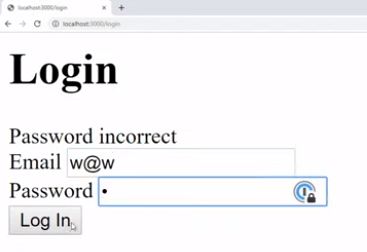 localhost:3000/login
localhost:3000/login
Login
Password incorrect
Email w@w
Password •
Log In